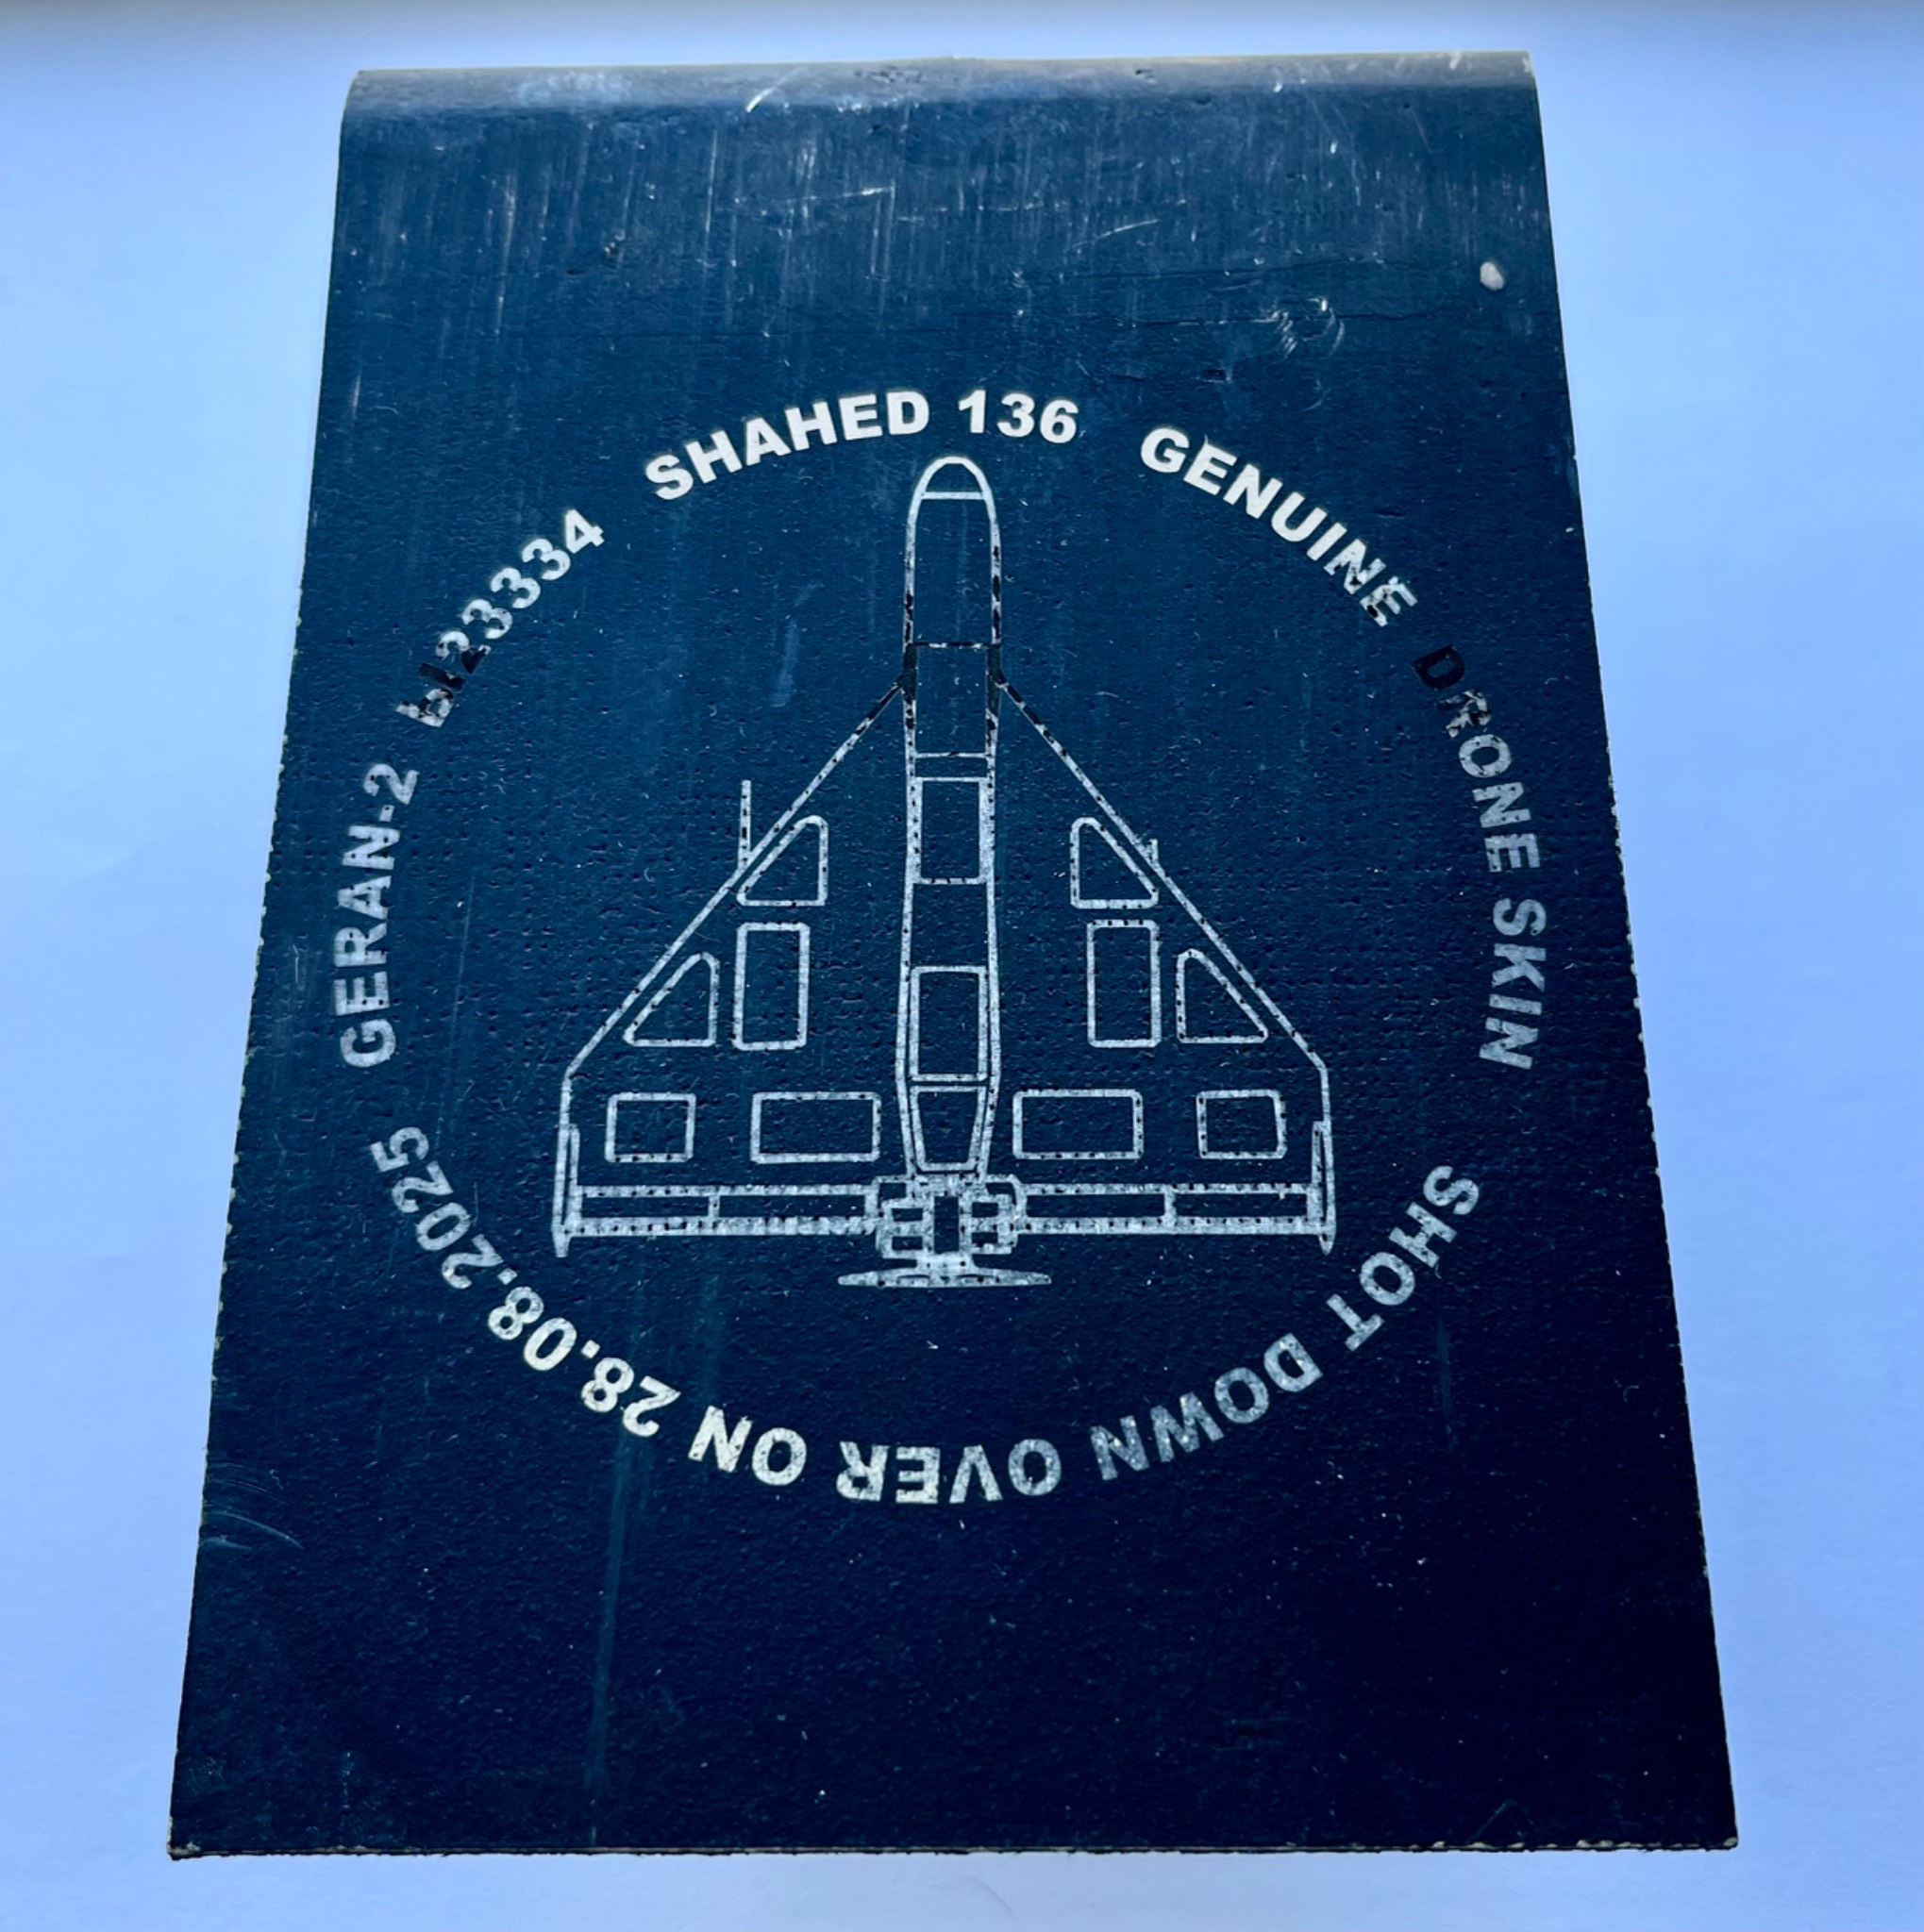 SHAHED 136
GENUINE DRONE SKIN
SHOT DOWN OVER ON 28.08.2025
GERAN-2 Ы23334